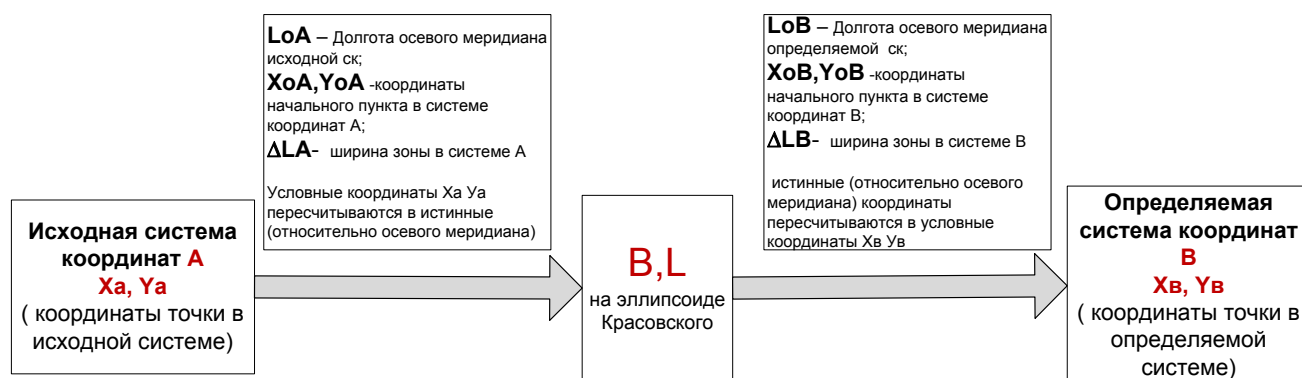 LoA – Долгота осевого меридиана
исходной ск;
XoA,YoA -координаты
начального пункта в системе
координат А;
ΔLA- ширина зоны в системе А
Условные координаты Ха Уа
пересчитываются в истинные
(относительно осевого меридиана)
LoB – Долгота осевого меридиана
определяемой ск;
XoB,YoB -координаты
начального пункта в системе
координат В;
ΔLB- ширина зоны в системе В
истинные (относительно осевого
меридиана) координаты
пересчитываются в условные
координаты Хв Ув
Исходная система
координат А
Xa, Ya
( координаты точки в
исходной системе)
B,L
на эллипсоиде
Красовского
Определяемая
система координат
В
Хв, Yв
( координаты точки в
определяемой
системе)